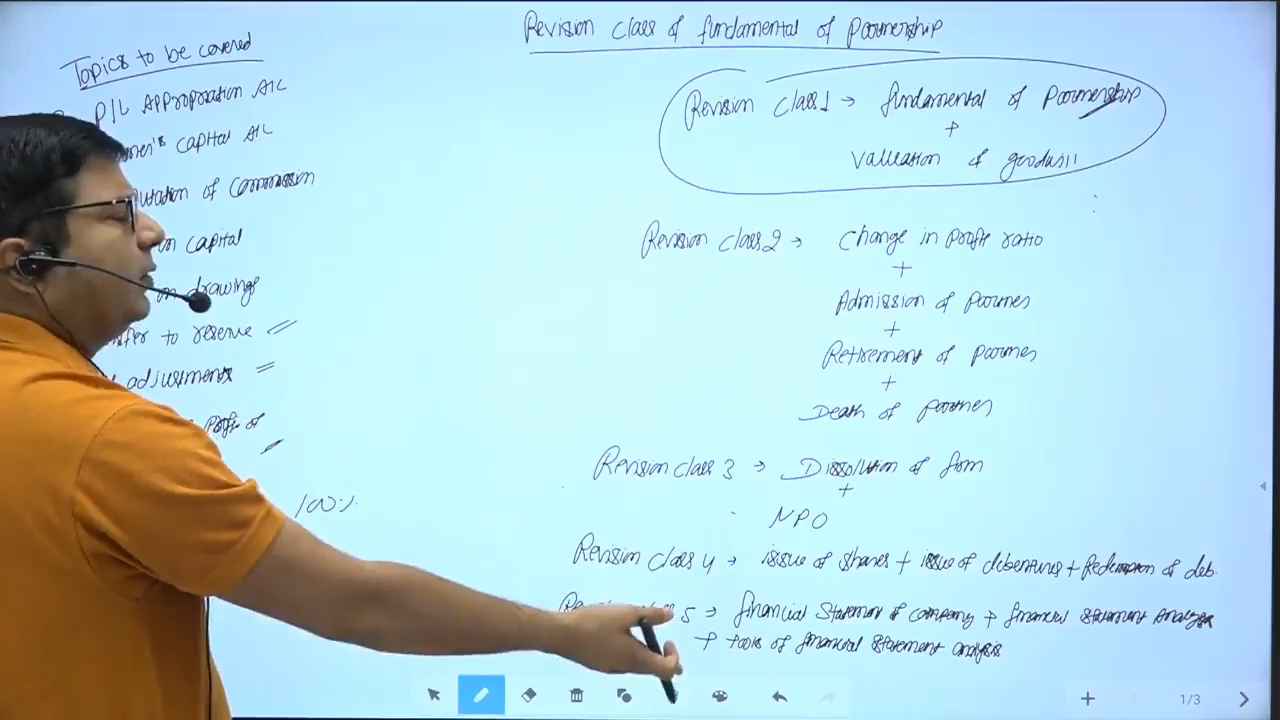 Revision class of fundamental of Partnership
Topics to be covered
P/L Appropriation A/c
capital A/c
of commission
on capital
on drawings
to reserve
adjustments
profit of
100%
Revision class 1 → fundamental of Partnership
+
valuation of goodwill
Revision class 2 → change in profit ratio
+
Admission of Partner
+
Retirement of Partner
+
Death of Partner
Revision class 3 → Dissolution of firm
+
NPO
Revision class 4 → issue of shares + issue of debentures + Redemption of deb.
5 → financial statement of company + financial statement Analysis
+ tools of financial statement analysis
1/3